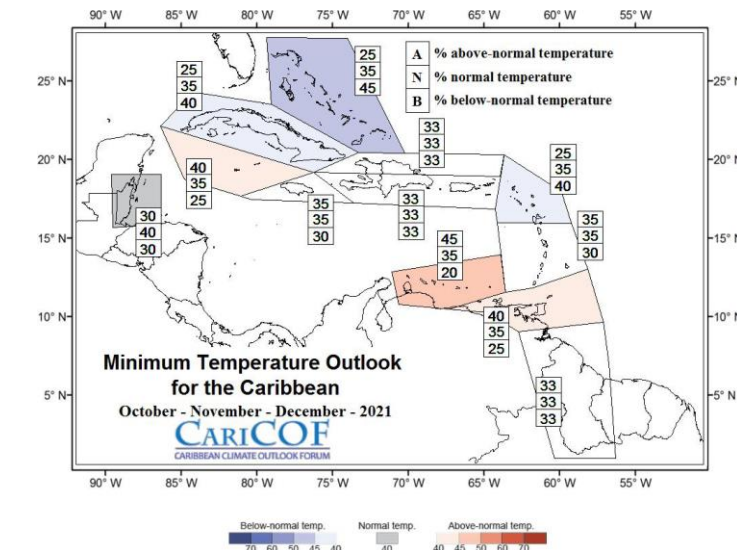 A % above-normal temperature
N % normal temperature
B % below-normal temperature
25° N
20° N
15° N
10° N
5° N
25° N
20° N
15° N
10° N
5° N
25
35
40
25
35
45
33
33
33
25
35
40
40
35
25
30
40
30
35
35
30
33
33
33
35
35
30
45
35
20
40
35
25
33
33
33
Minimum Temperature Outlook
for the Caribbean
October - November - December - 2021
CARICOF
CARIBBEAN CLIMATE OUTLOOK FORUM
90° W 85° W 80° W 75° W 70° W 65° W 60° W 55° W
90° W 85° W 80° W 75° W 70° W 65° W 60° W 55° W
Below-normal temp. Normal temp. Above-normal temp.
70 60 50 45 40 40 40 45 50 60 70